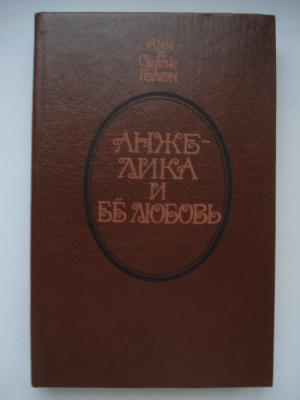 Анн
и
Серж
Голон
АНЖЕ-
ЛИКА
И
ЕЁ ЛЮБОВЬ